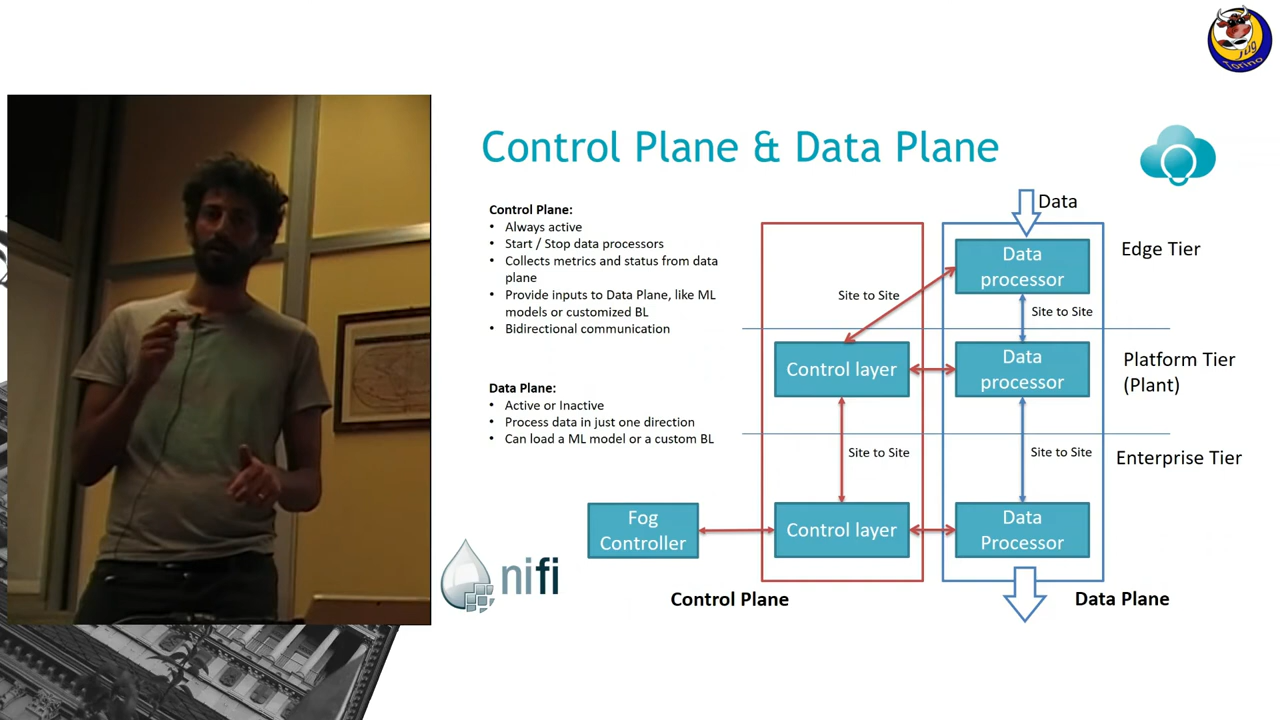 Jug
Torino
Control Plane & Data Plane
Control Plane:
• Always active
• Start / Stop data processors
• Collects metrics and status from data
plane
• Provide inputs to Data Plane, like ML
models or customized BL
• Bidirectional communication
Data Plane:
• Active or Inactive
• Process data in just one direction
• Can load a ML model or a custom BL
Data
Data
processor
Edge Tier
Site to Site
Site to Site
Control layer
Data
processor
Platform Tier
(Plant)
Site to Site
Site to Site
Enterprise Tier
Fog
Controller
Control layer
Data
Processor
nifi
Control Plane
Data Plane